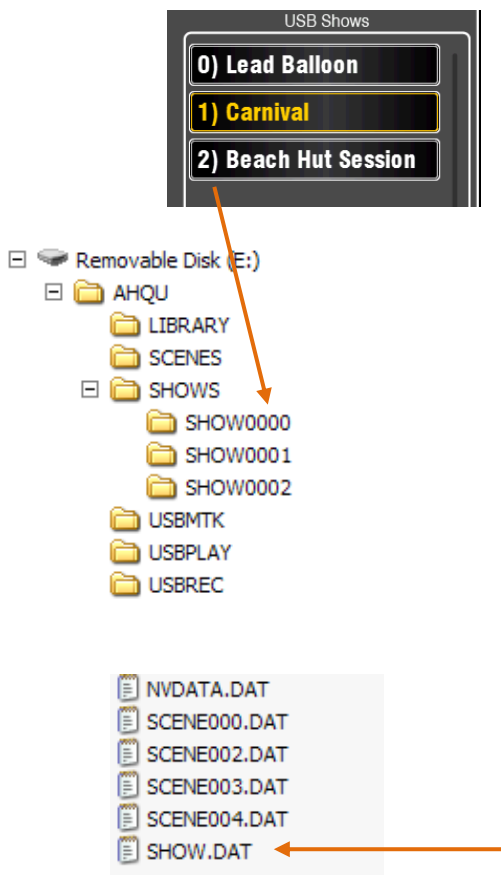 USB Shows
0) Lead Balloon
1) Carnival
2) Beach Hut Session
Removable Disk (E:)
AHQU
LIBRARY
SCENES
SHOWS
SHOW0000
SHOW0001
SHOW0002
USBMTK
USBPLAY
USBREC
NVDATA.DAT
SCENE000.DAT
SCENE002.DAT
SCENE003.DAT
SCENE004.DAT
SHOW.DAT